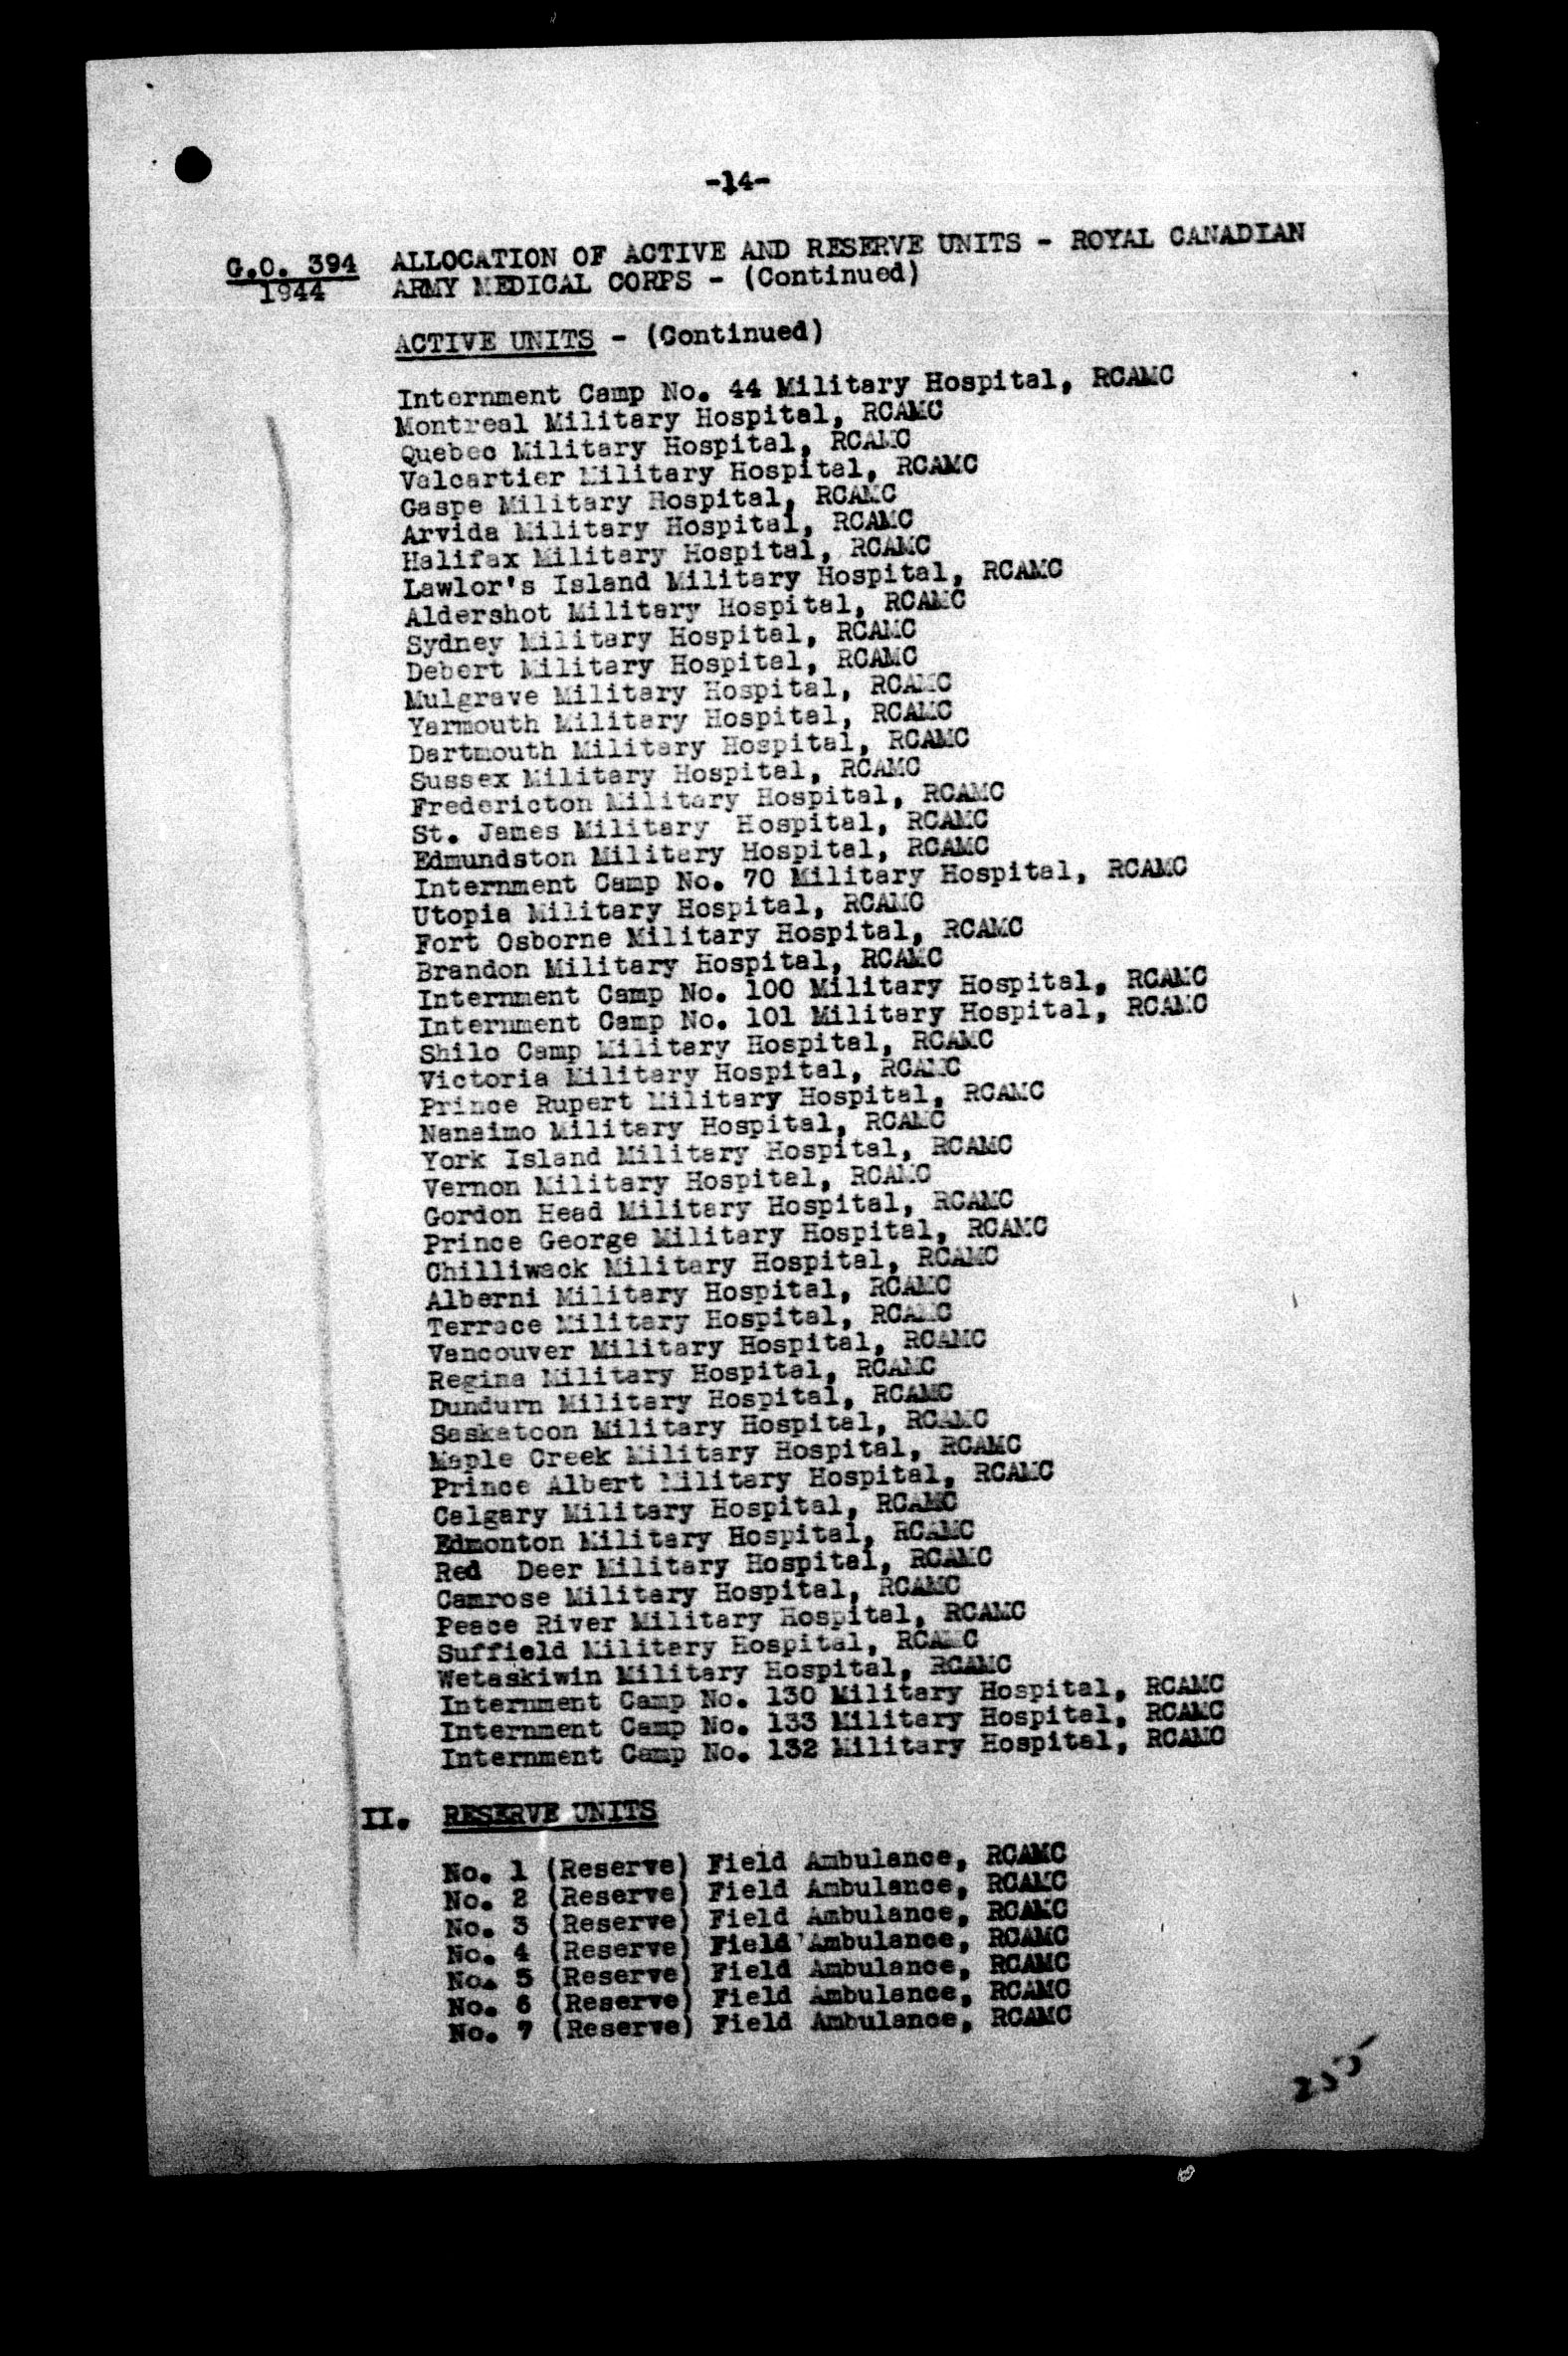 -14-
G.O. 394
1944
ALLOCATION OF ACTIVE AND RESERVE UNITS - ROYAL CANADIAN
ARMY MEDICAL CORPS - (Continued)
ACTIVE UNITS - (Continued)
Internment Camp No. 44 Military Hospital, RCAMC
Montreal Military Hospital, RCAMC
Quebec Military Hospital, RCAMC
Valcartier Military Hospital, RCAMC
Gaspe Military Hospital, RCAMC
Arvida Military Hospital, RCAMC
Halifax Military Hospital, RCAMC
Lawlor's Island Military Hospital, RCAMC
Aldershot Military Hospital, RCAMC
Sydney Military Hospital, RCAMC
Debert Military Hospital, RCAMC
Mulgrave Military Hospital, RCAMC
Yarmouth Military Hospital, RCAMC
Dartmouth Military Hospital, RCAMC
Sussex Military Hospital, RCAMC
Fredericton Military Hospital, RCAMC
St. James Military Hospital, RCAMC
Edmundston Military Hospital, RCAMC
Internment Camp No. 70 Military Hospital, RCAMC
Utopia Military Hospital, RCAMC
Fort Osborne Military Hospital, RCAMC
Brandon Military Hospital, RCAMC
Internment Camp No. 100 Military Hospital, RCAMC
Internment Camp No. 101 Military Hospital, RCAMC
Shilo Camp Military Hospital, RCAMC
Victoria Military Hospital, RCAMC
Prince Rupert Military Hospital, RCAMC
Nanaimo Military Hospital, RCAMC
York Island Military Hospital, RCAMC
Vernon Military Hospital, RCAMC
Gordon Head Military Hospital, RCAMC
Prince George Military Hospital, RCAMC
Chilliwack Military Hospital, RCAMC
Alberni Military Hospital, RCAMC
Terrace Military Hospital, RCAMC
Vancouver Military Hospital, RCAMC
Regina Military Hospital, RCAMC
Dundurn Military Hospital, RCAMC
Saskatoon Military Hospital, RCAMC
Maple Creek Military Hospital, RCAMC
Prince Albert Military Hospital, RCAMC
Calgary Military Hospital, RCAMC
Edmonton Military Hospital, RCAMC
Red Deer Military Hospital, RCAMC
Camrose Military Hospital, RCAMC
Peace River Military Hospital, RCAMC
Suffield Military Hospital, RCAMC
Wetaskiwin Military Hospital, RCAMC
Internment Camp No. 130 Military Hospital, RCAMC
Internment Camp No. 133 Military Hospital, RCAMC
Internment Camp No. 132 Military Hospital, RCAMC
II. RESERVE UNITS
No. 1 (Reserve) Field Ambulance, RCAMC
No. 2 (Reserve) Field Ambulance, RCAMC
No. 3 (Reserve) Field Ambulance, RCAMC
No. 4 (Reserve) Field Ambulance, RCAMC
No. 5 (Reserve) Field Ambulance, RCAMC
No. 6 (Reserve) Field Ambulance, RCAMC
No. 7 (Reserve) Field Ambulance, RCAMC